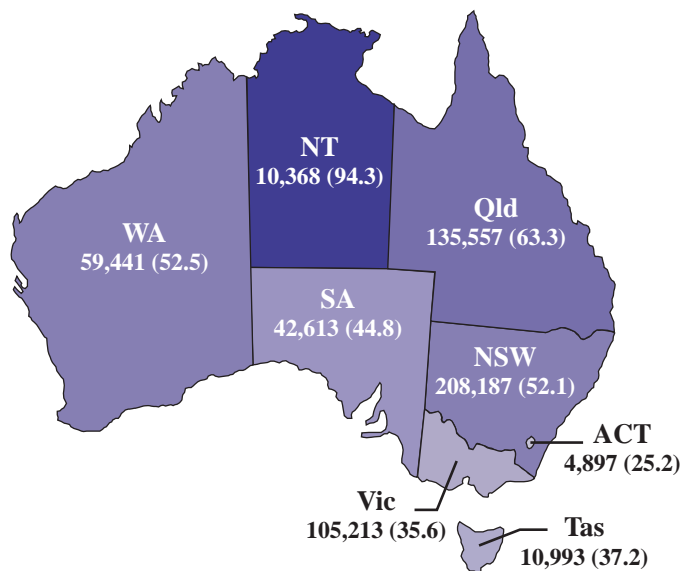 NT
10,368 (94.3)
Qld
135,557 (63.3)
WA
59,441 (52.5)
SA
42,613 (44.8)
NSW
208,187 (52.1)
ACT
4,897 (25.2)
Vic
105,213 (35.6)
Tas
10,993 (37.2)